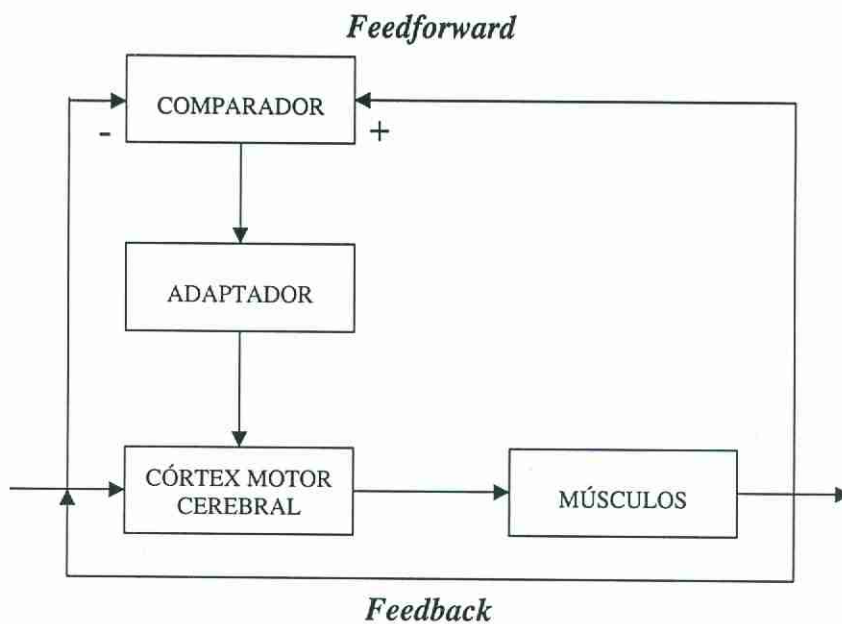 Feedforward
COMPARADOR
-
+
ADAPTADOR
CÓRTEX MOTOR
CEREBRAL
MÚSCULOS
Feedback